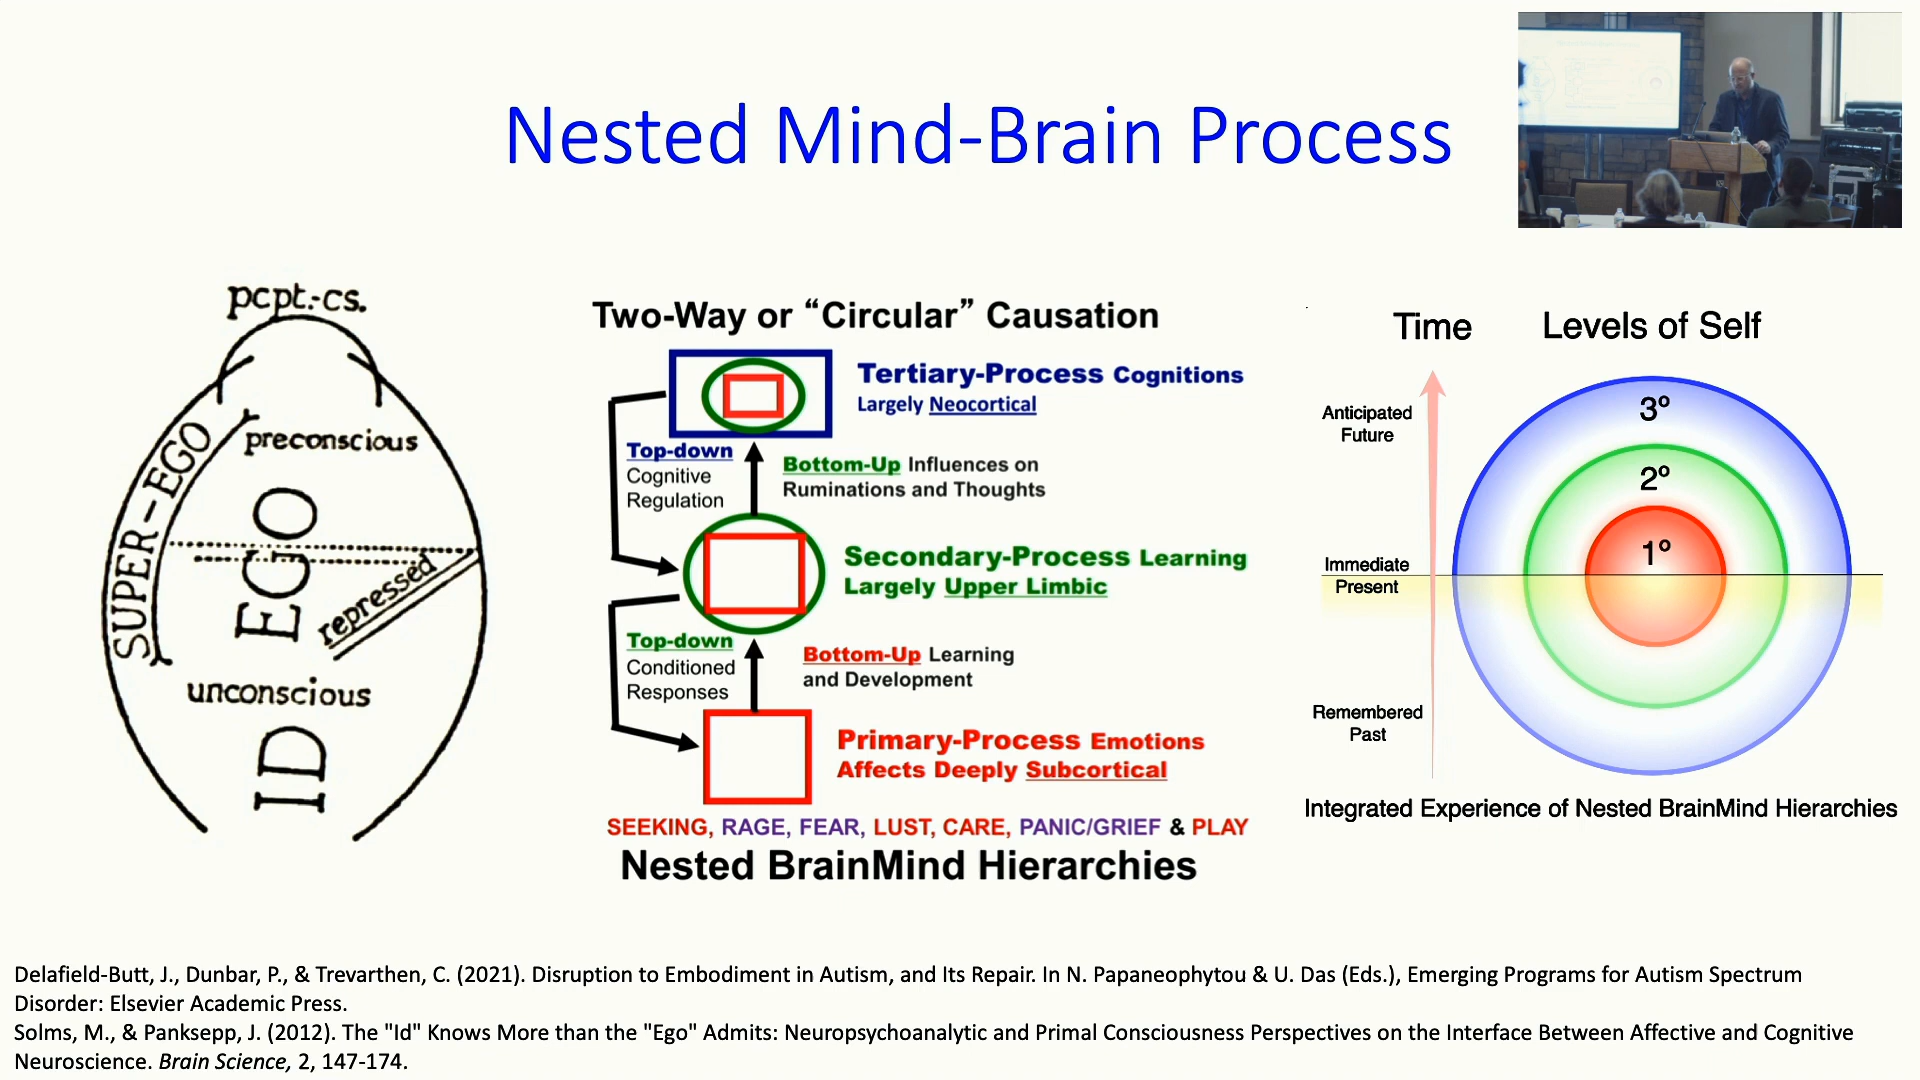 Nested Mind-Brain Process
pcpt.-cs.
preconscious
SUPER-EGO
EGO
repressed
unconscious
ID
Two-Way or “Circular” Causation
Tertiary-Process Cognitions
Largely Neocortical
Top-down
Cognitive
Regulation
Bottom-Up Influences on
Ruminations and Thoughts
Secondary-Process Learning
Largely Upper Limbic
Top-down
Conditioned
Responses
Bottom-Up Learning
and Development
Primary-Process Emotions
Affects Deeply Subcortical
SEEKING, RAGE, FEAR, LUST, CARE, PANIC/GRIEF & PLAY
Nested BrainMind Hierarchies
Time
Levels of Self
Anticipated
Future
Immediate
Present
Remembered
Past
3º
2º
1º
Integrated Experience of Nested BrainMind Hierarchies
Delafield-Butt, J., Dunbar, P., & Trevarthen, C. (2021). Disruption to Embodiment in Autism, and Its Repair. In N. Papaneophytou & U. Das (Eds.), Emerging Programs for Autism Spectrum
Disorder: Elsevier Academic Press.
Solms, M., & Panksepp, J. (2012). The "Id" Knows More than the "Ego" Admits: Neuropsychoanalytic and Primal Consciousness Perspectives on the Interface Between Affective and Cognitive
Neuroscience. Brain Science, 2, 147-174.